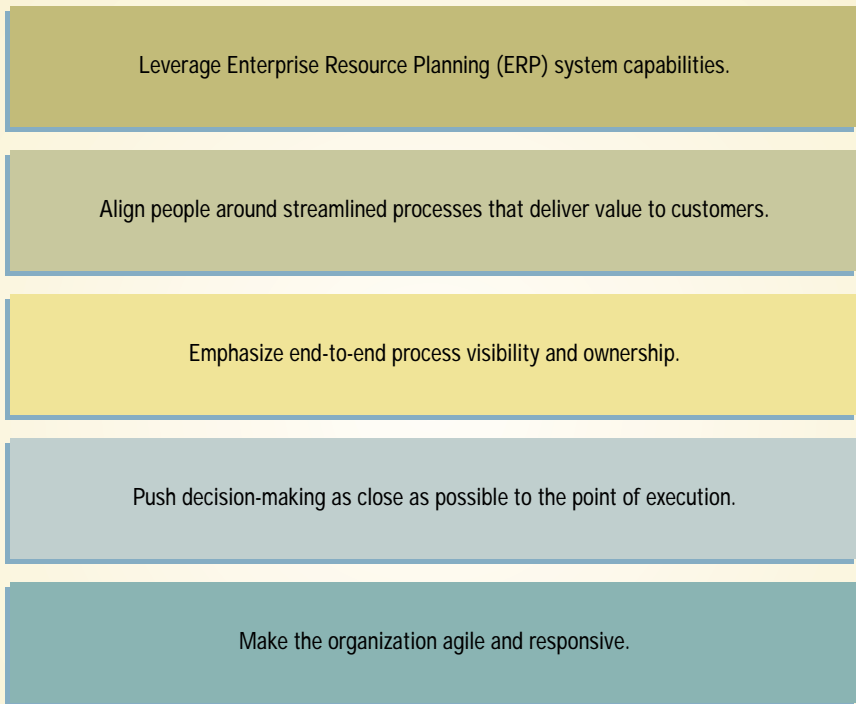 Leverage Enterprise Resource Planning (ERP) system capabilities.
Align people around streamlined processes that deliver value to customers.
Emphasize end-to-end process visibility and ownership.
Push decision-making as close as possible to the point of execution.
Make the organization agile and responsive.